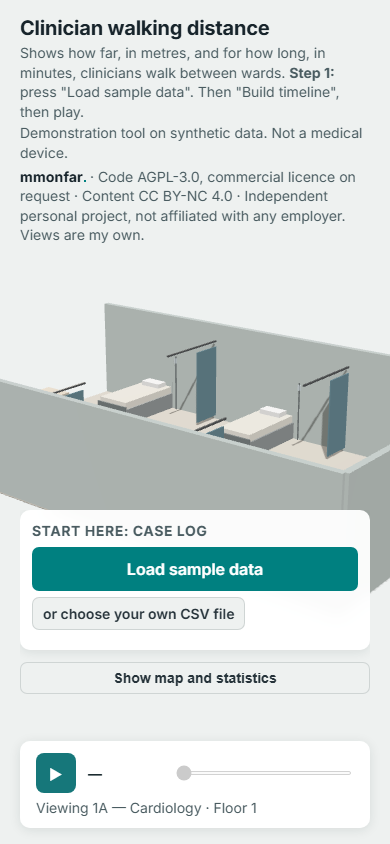 Clinician walking distance
Shows how far, in metres, and for how long, in
minutes, clinicians walk between wards. Step 1:
press "Load sample data". Then "Build timeline",
then play.
Demonstration tool on synthetic data. Not a medical
device.
mmonfar. · Code AGPL-3.0, commercial licence on
request · Content CC BY-NC 4.0 · Independent
personal project, not affiliated with any employer.
Views are my own.
START HERE: CASE LOG
Load sample data
or choose your own CSV file
Show map and statistics
—
Viewing 1A — Cardiology · Floor 1